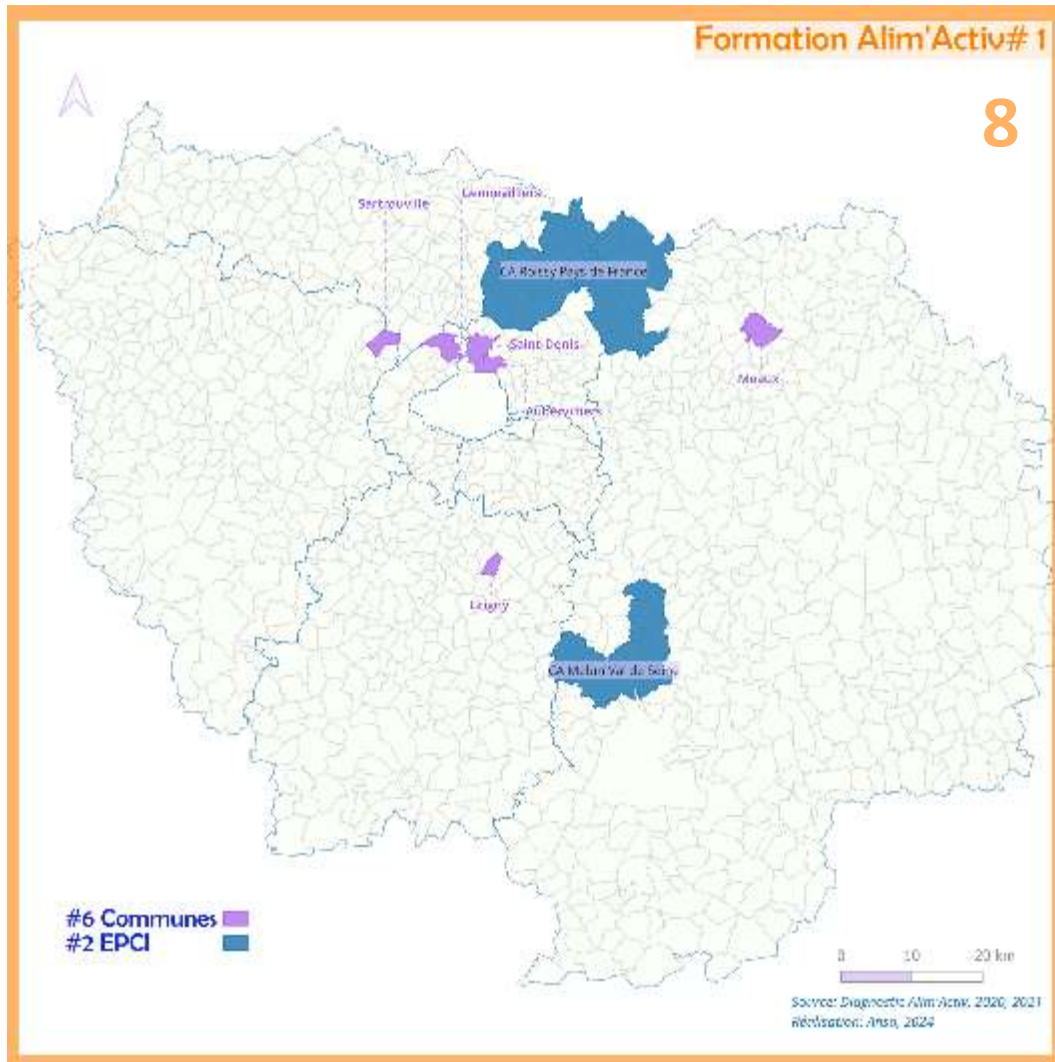 Formation Alim'Activ# 1
8
Sartrouville
CA Roissy Pays de France
Saint-Denis
Meaux
Aubervilliers
CA Melun Val de Seine
#6 Communes
#2 EPCI
0 10 20 km
Source: Diagnostic Alim'Activ, 2020, 2021
Réalisation: Ansa, 2024